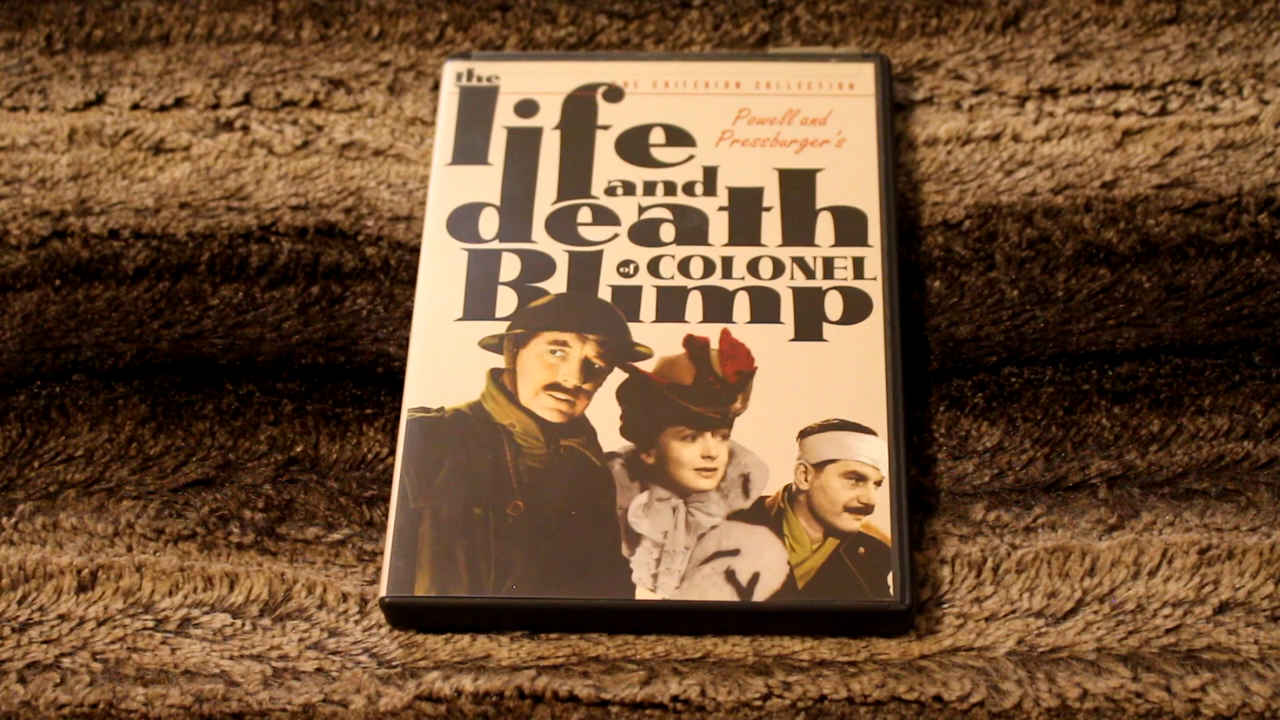 the
THE CRITERION COLLECTION
life
Powell and
Pressburger's
and
death
of COLONEL
Blimp